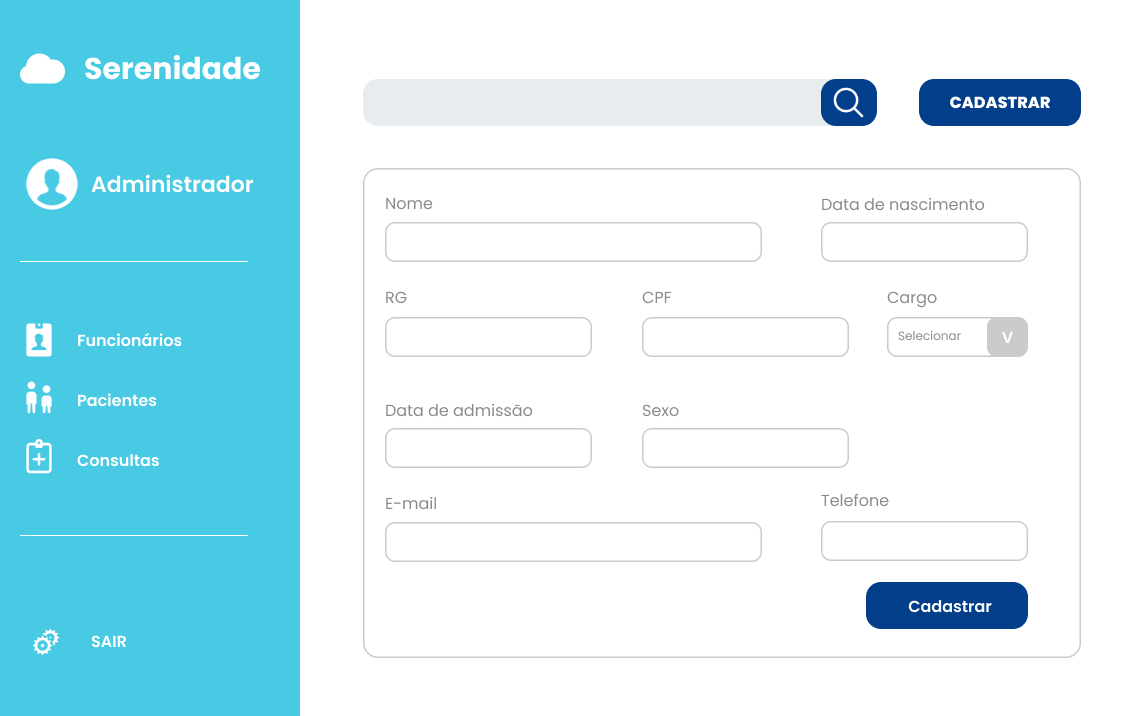 Serenidade
Administrador
Funcionários
Pacientes
Consultas
SAIR
CADASTRAR
Nome
Data de nascimento
RG
CPF
Cargo
Selecionar
V
Data de admissão
Sexo
E-mail
Telefone
Cadastrar